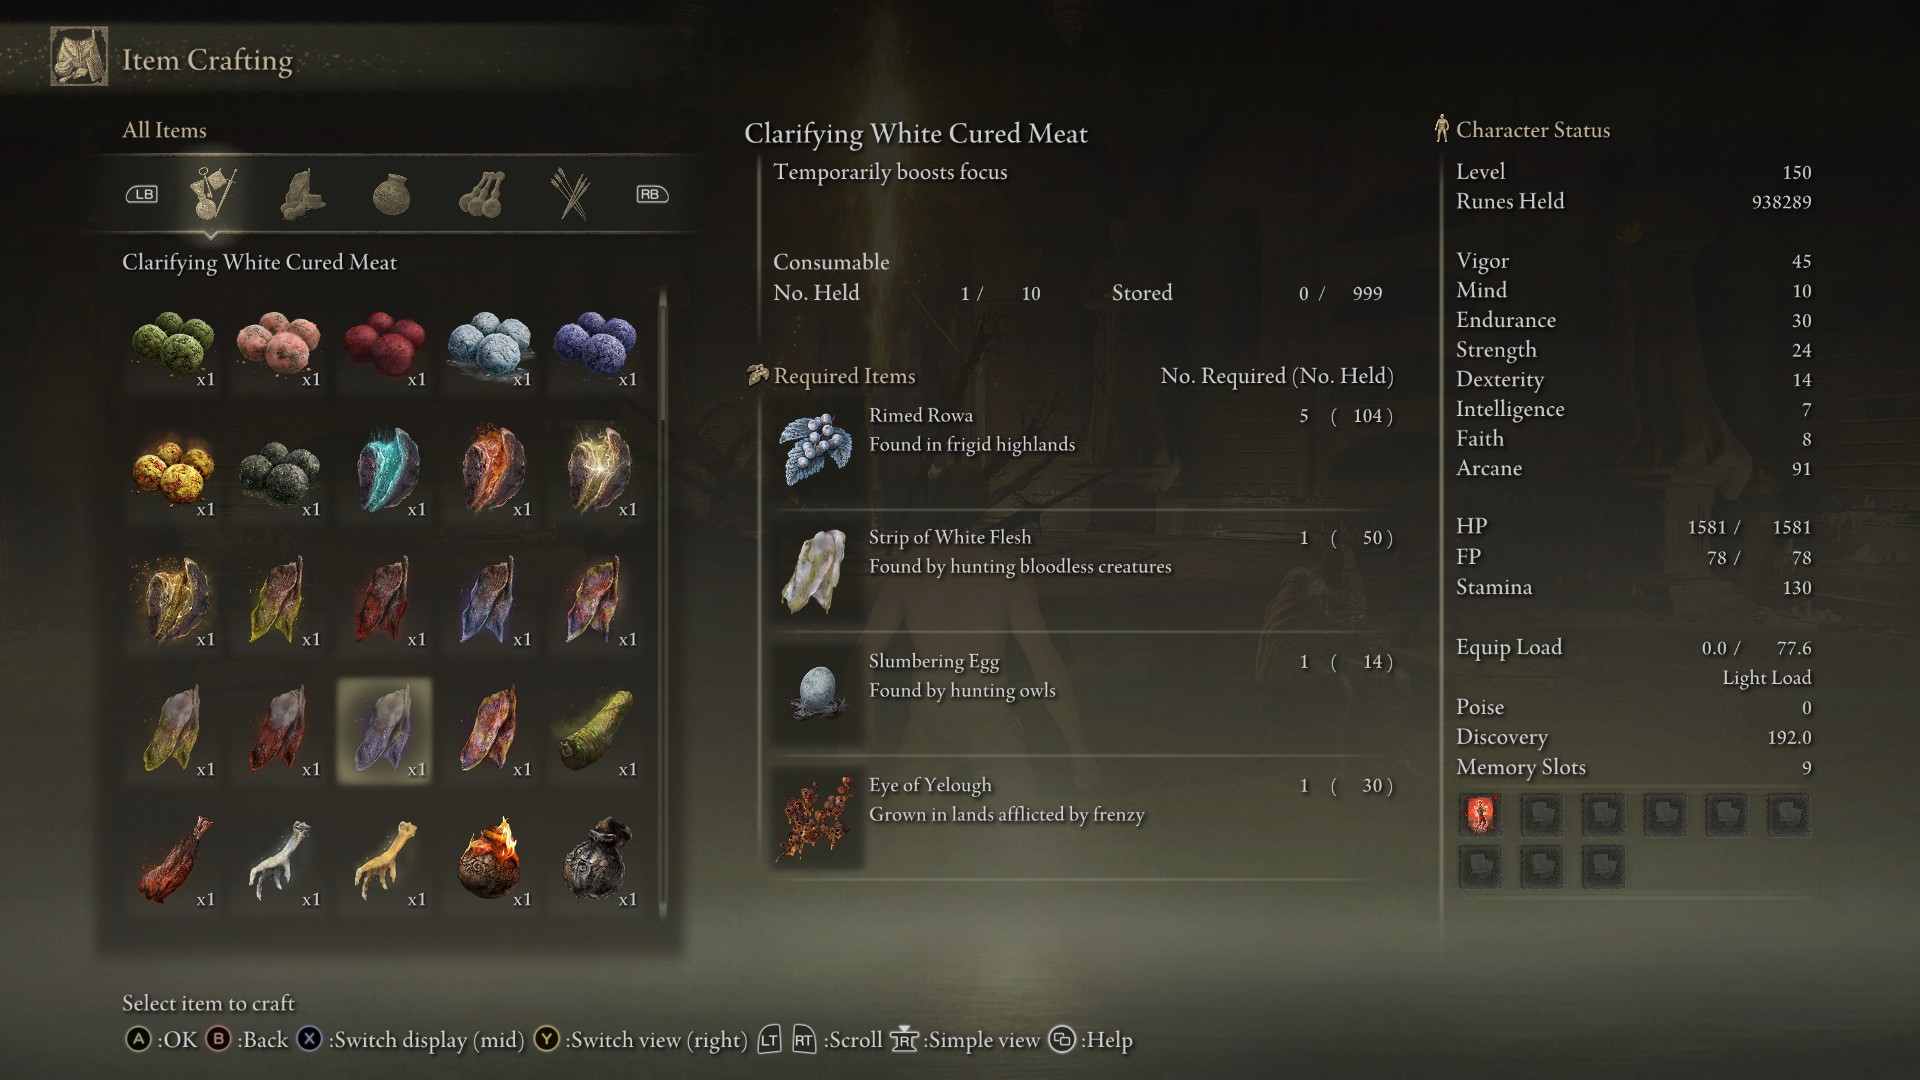 Item Crafting
All Items
LB
RB
Clarifying White Cured Meat
x1 x1 x1 x1 x1
x1 x1 x1 x1 x1
x1 x1 x1 x1 x1
x1 x1 x1 x1 x1
x1 x1 x1 x1 x1
Clarifying White Cured Meat
Temporarily boosts focus
Consumable
No. Held 1 / 10 Stored 0 / 999
Required Items No. Required (No. Held)
Rimed Rowa 5 ( 104 )
Found in frigid highlands
Strip of White Flesh 1 ( 50 )
Found by hunting bloodless creatures
Slumbering Egg 1 ( 14 )
Found by hunting owls
Eye of Yelough 1 ( 30 )
Grown in lands afflicted by frenzy
Character Status
Level 150
Runes Held 938289
Vigor 45
Mind 10
Endurance 30
Strength 24
Dexterity 14
Intelligence 7
Faith 8
Arcane 91
HP 1581 / 1581
FP 78 / 78
Stamina 130
Equip Load 0.0 / 77.6
Light Load
Poise 0
Discovery 192.0
Memory Slots 9
Select item to craft
A :OK B :Back X :Switch display (mid) Y :Switch view (right) LT RT :Scroll R :Simple view :Help